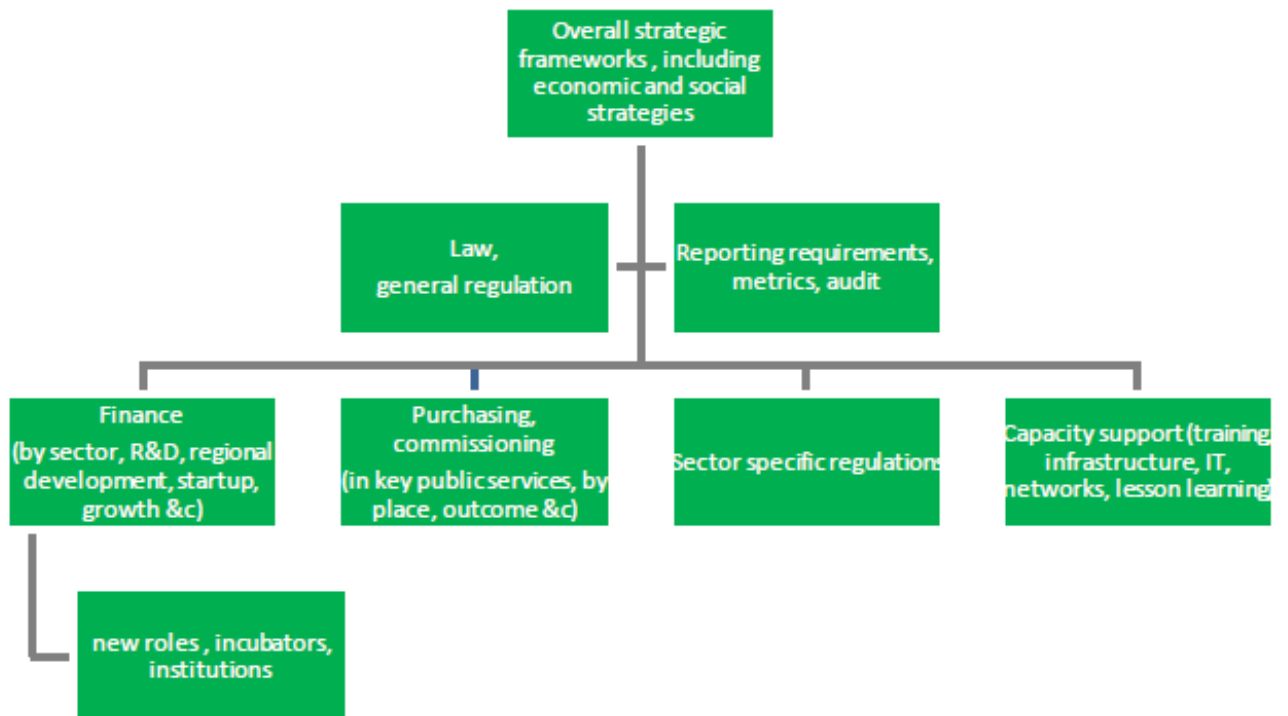 Overall strategic
frameworks , including
economic and social
strategies
Law,
general regulation
Reporting requirements,
metrics, audit
Finance
(by sector, R&D, regional
development, startup,
growth &c)
Purchasing,
commissioning
(in key public services, by
place, outcome &c)
Sector specific regulations
Capacity support (training,
infrastructure, IT,
networks, lesson learning)
new roles , incubators,
institutions